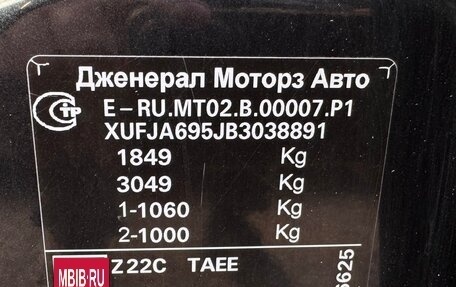 Дженерал Моторз Авто
E – RU.MT02.B.00007.P1
XUFJA695JB3038891
1849 Kg
3049 Kg
1-1060 Kg
2-1000 Kg
Z22C TAEE
MBIB.RU